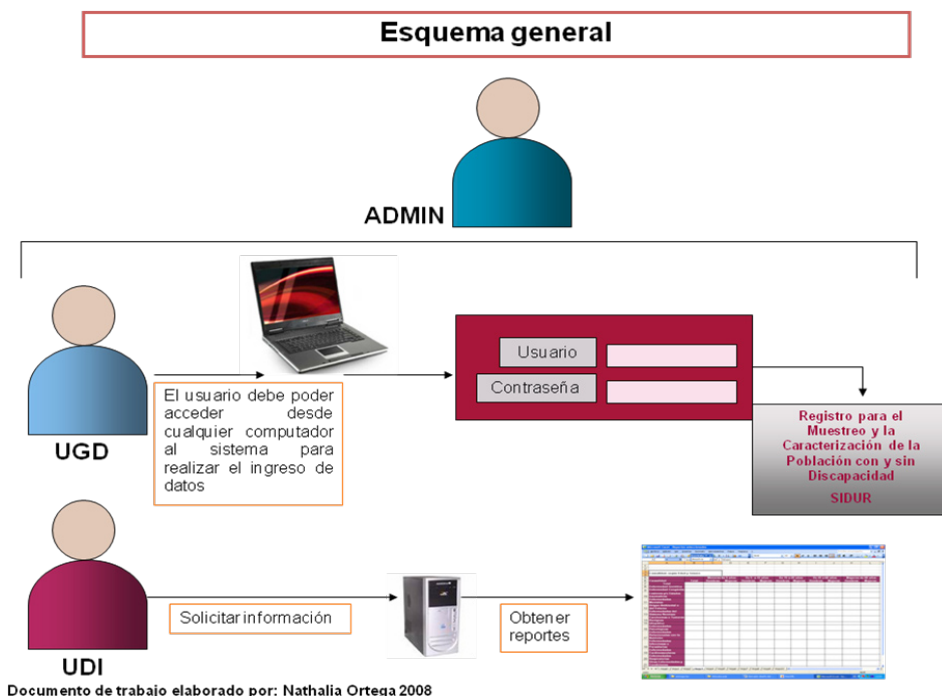 Esquema general
ADMIN
UGD
El usuario debe poder
acceder desde
cualquier computador
al sistema para
realizar el ingreso de
datos
Usuario
Contraseña
Registro para el
Muestreo y la
Caracterización de la
Población con y sin
Discapacidad
SIDUR
UDI
Solicitar información
Obtener
reportes
Documento de trabajo elaborado por: Nathalia Ortega 2008